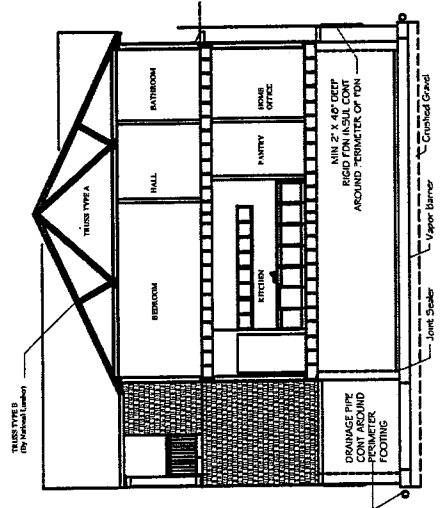 TRUSS TYPE B
(By National Lumber)
TRUSS TYPE A
BEDROOM
HALL
BATHROOM
KITCHEN
PANTRY
HOME
OFFICE
DRAINAGE PIPE
CONT AROUND
PERIMETER
FOOTING
MIN 2" X 48" DEEP
RIGID FDN INSUL CONT
AROUND PERIMETER OF FDN
Joint Sealer
Vapor barrier
Crushed Gravel